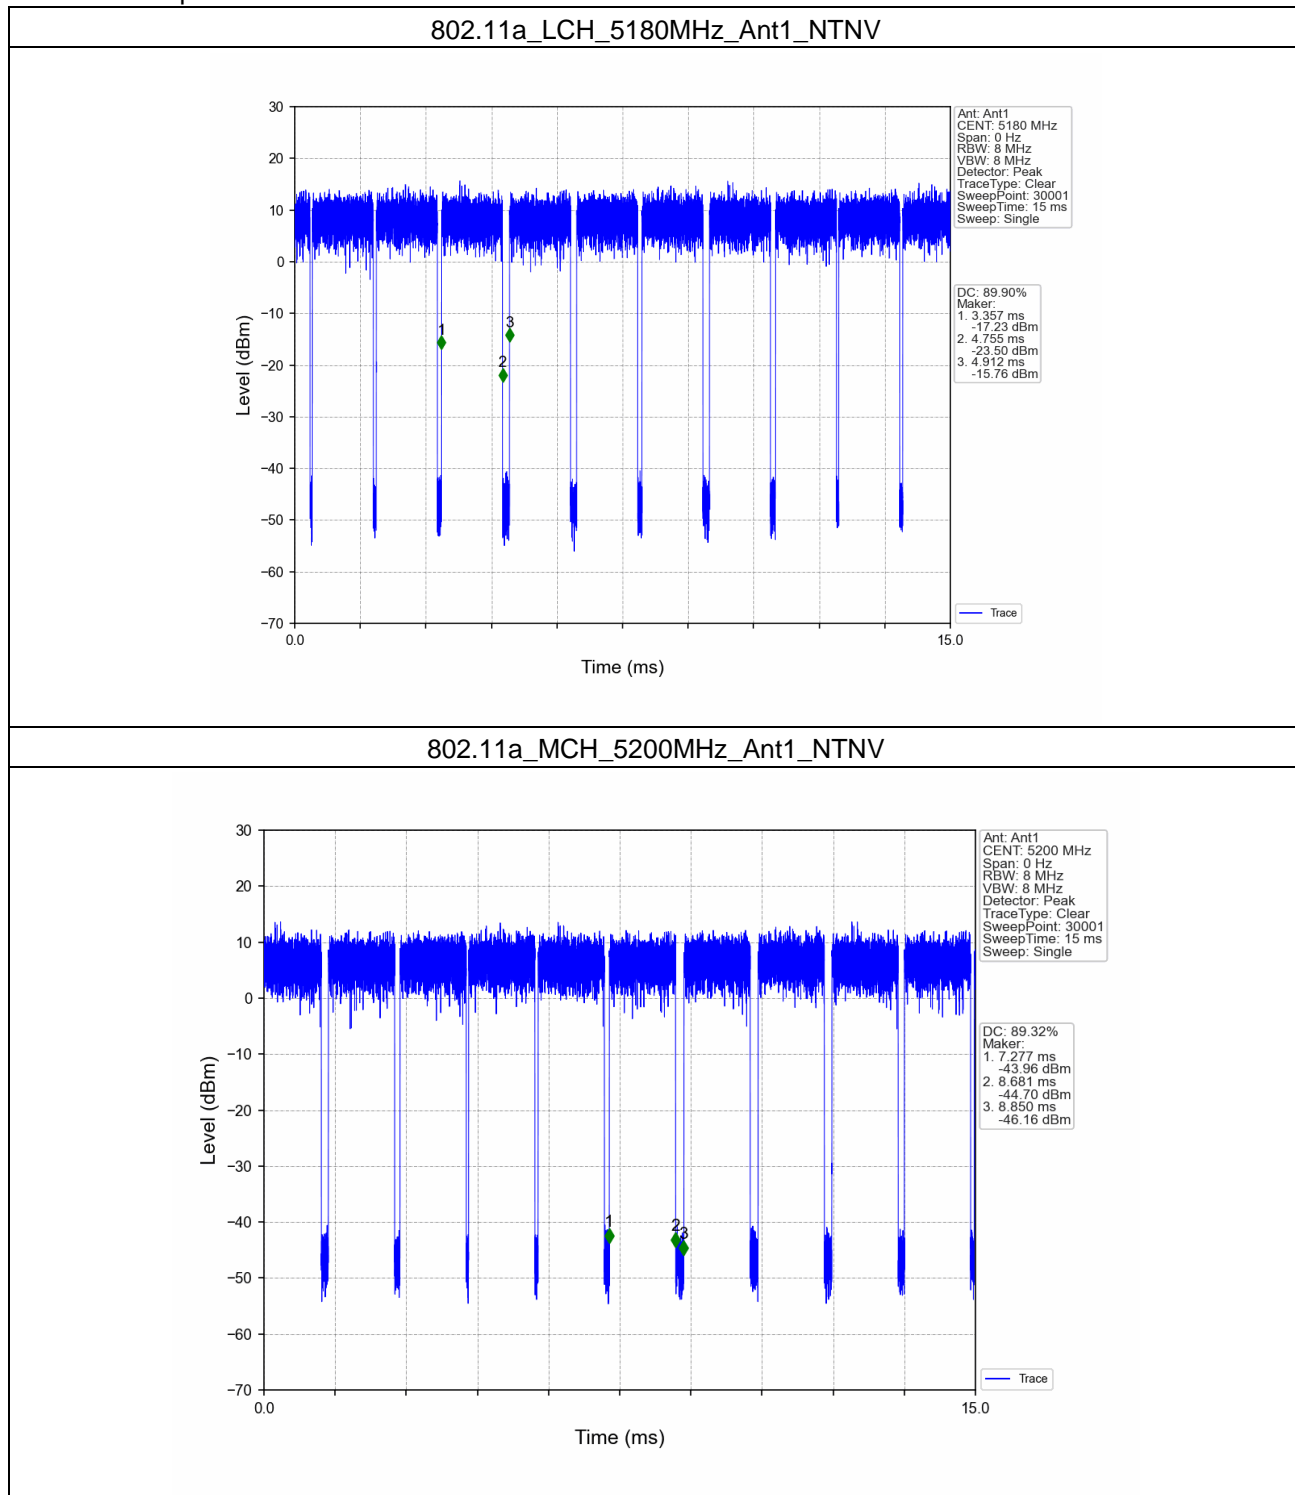 802.11a_LCH_5180MHz_Ant1_NTNV
30
20
10
0
−10
−20
−30
−40
−50
−60
−70
Level (dBm)
0.0
15.0
Time (ms)
1
2
3
Ant: Ant1
CENT: 5180 MHz
Span: 0 Hz
RBW: 8 MHz
VBW: 8 MHz
Detector: Peak
TraceType: Clear
SweepPoint: 30001
SweepTime: 15 ms
Sweep: Single
DC: 89.90%
Maker:
1. 3.357 ms
-17.23 dBm
2. 4.755 ms
-23.50 dBm
3. 4.912 ms
-15.76 dBm
Trace
802.11a_MCH_5200MHz_Ant1_NTNV
30
20
10
0
−10
−20
−30
−40
−50
−60
−70
Level (dBm)
0.0
15.0
Time (ms)
1
2
3
Ant: Ant1
CENT: 5200 MHz
Span: 0 Hz
RBW: 8 MHz
VBW: 8 MHz
Detector: Peak
TraceType: Clear
SweepPoint: 30001
SweepTime: 15 ms
Sweep: Single
DC: 89.32%
Maker:
1. 7.277 ms
-43.96 dBm
2. 8.681 ms
-44.70 dBm
3. 8.850 ms
-46.16 dBm
Trace